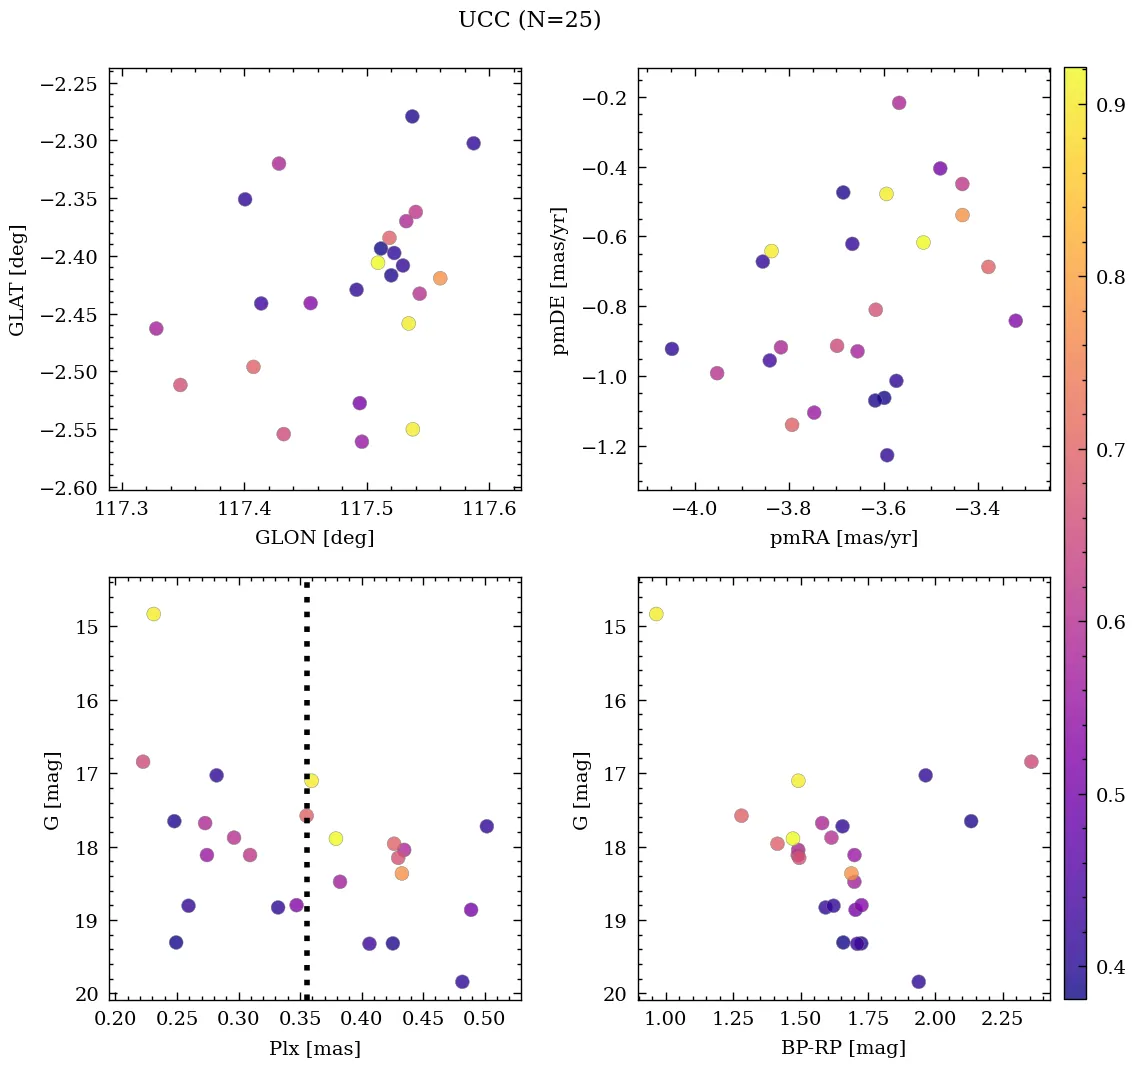 UCC (N=25)
−2.25
−2.30
−2.35
−2.40
−2.45
−2.50
−2.55
−2.60
GLAT [deg]
117.3 117.4 117.5 117.6
GLON [deg]
−0.2
−0.4
−0.6
−0.8
−1.0
−1.2
pmDE [mas/yr]
−4.0 −3.8 −3.6 −3.4
pmRA [mas/yr]
15
16
17
18
19
20
G [mag]
0.20 0.25 0.30 0.35 0.40 0.45 0.50
Plx [mas]
15
16
17
18
19
20
G [mag]
1.00 1.25 1.50 1.75 2.00 2.25
BP-RP [mag]
0.9
0.8
0.7
0.6
0.5
0.4